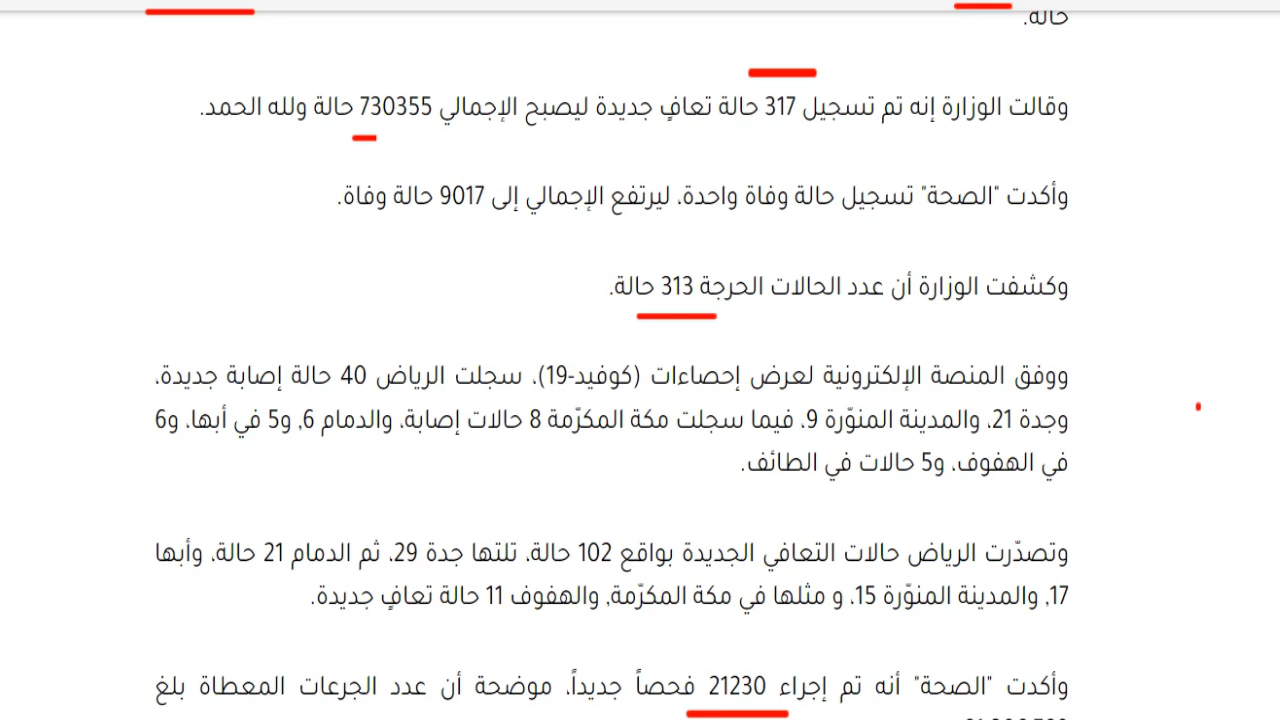 حالة.
وقالت الوزارة إنه تم تسجيل 317 حالة تعافٍ جديدة ليصبح الإجمالي 730355 حالة ولله الحمد.
وأكدت "الصحة" تسجيل حالة وفاة واحدة، ليرتفع الإجمالي إلى 9017 حالة وفاة.
وكشفت الوزارة أن عدد الحالات الحرجة 313 حالة.
ووفق المنصة الإلكترونية لعرض إحصاءات (كوفيد-19)، سجلت الرياض 40 حالة إصابة جديدة،
وجدة 21، والمدينة المنوّرة 9، فيما سجلت مكة المكرّمة 8 حالات إصابة، والدمام 6, و5 في أبها، و6
في الهفوف، و5 حالات في الطائف.
وتصدّرت الرياض حالات التعافي الجديدة بواقع 102 حالة، تلتها جدة 29، ثم الدمام 21 حالة، وأبها
17, والمدينة المنوّرة 15، و مثلها في مكة المكرّمة, والهفوف 11 حالة تعافٍ جديدة.
وأكدت "الصحة" أنه تم إجراء 21230 فحصاً جديداً، موضحة أن عدد الجرعات المعطاة بلغ